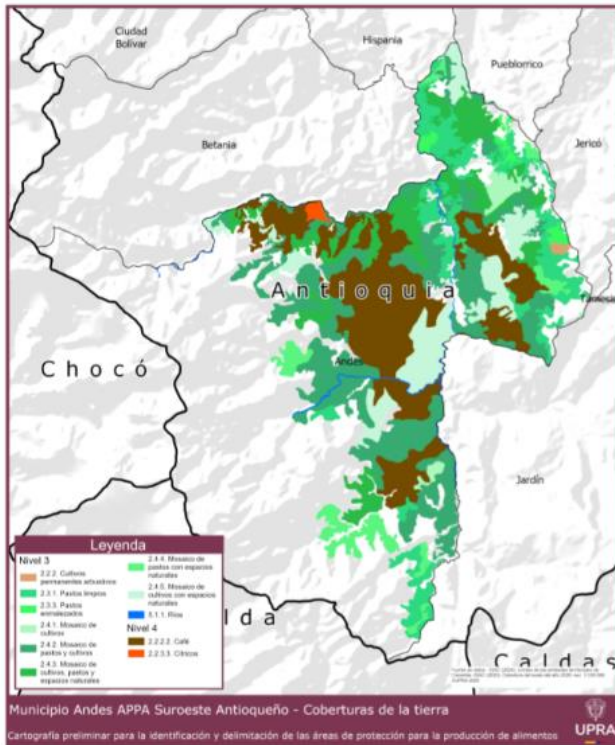 Ciudad
Bolívar
Hispania
Pueblorrico
Betania
Jericó
Antioquia
Támesis
Andes
Chocó
Jardín
Caldas
Leyenda
Nivel 3
2.2.2. Cultivos
permanentes arbustivos
2.3.1. Pastos limpios
2.3.3. Pastos
enmalezados
2.4.1. Mosaico de
cultivos
2.4.2. Mosaico de
pastos y cultivos
2.4.3. Mosaico de
cultivos, pastos y
espacios naturales
2.4.4. Mosaico de
pastos con espacios
naturales
2.4.5. Mosaico de
cultivos con espacios
naturales
5.1.1. Ríos
Nivel 4
2.2.2.2. Café
2.2.3.3. Cítricos
lda
Municipio Andes APPA Suroeste Antioqueño - Coberturas de la tierra
Cartografía preliminar para la identificación y delimitación de las áreas de protección para la producción de alimentos
UPRA